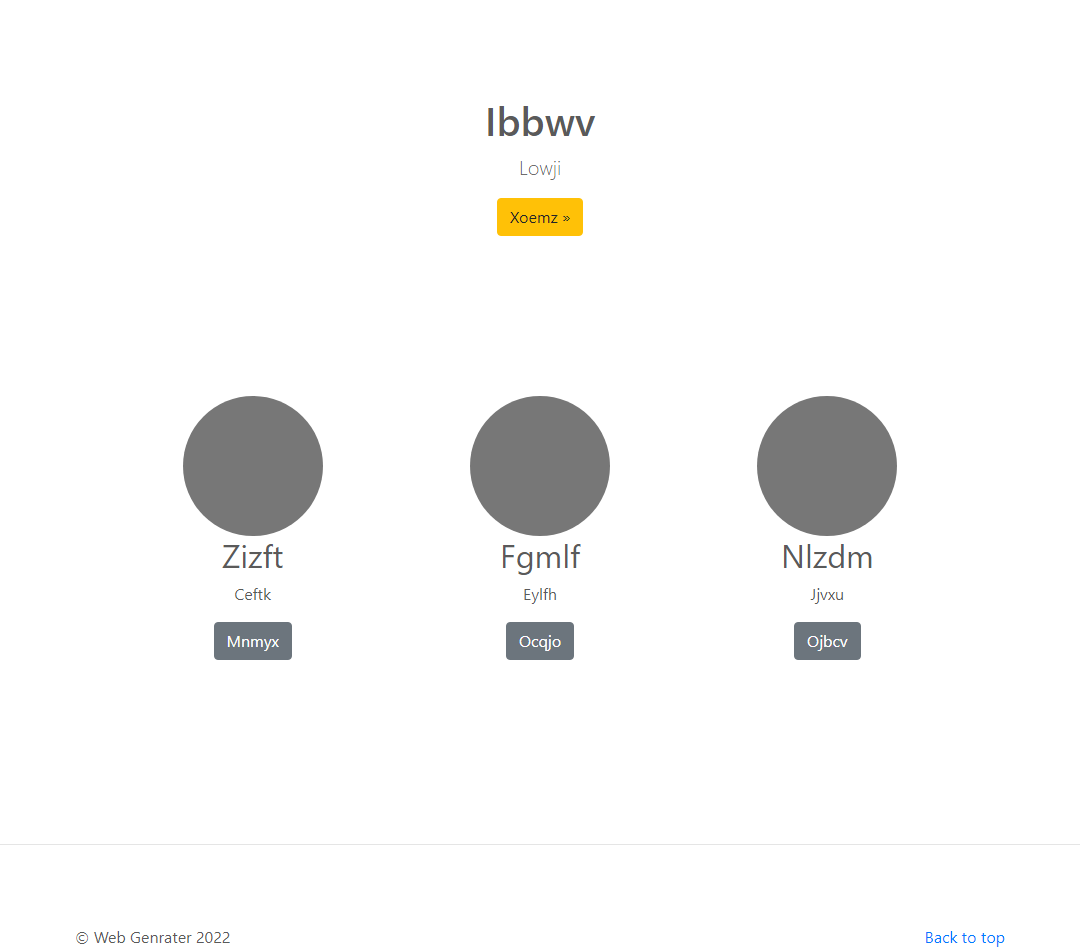 Ibbwv
Lowji
Xoemz »
Zizft
Ceftk
Mnmyx
Fgmlf
Eylfh
Ocqjo
Nlzdm
Jjvxu
Ojbcv
© Web Genrater 2022
Back to top